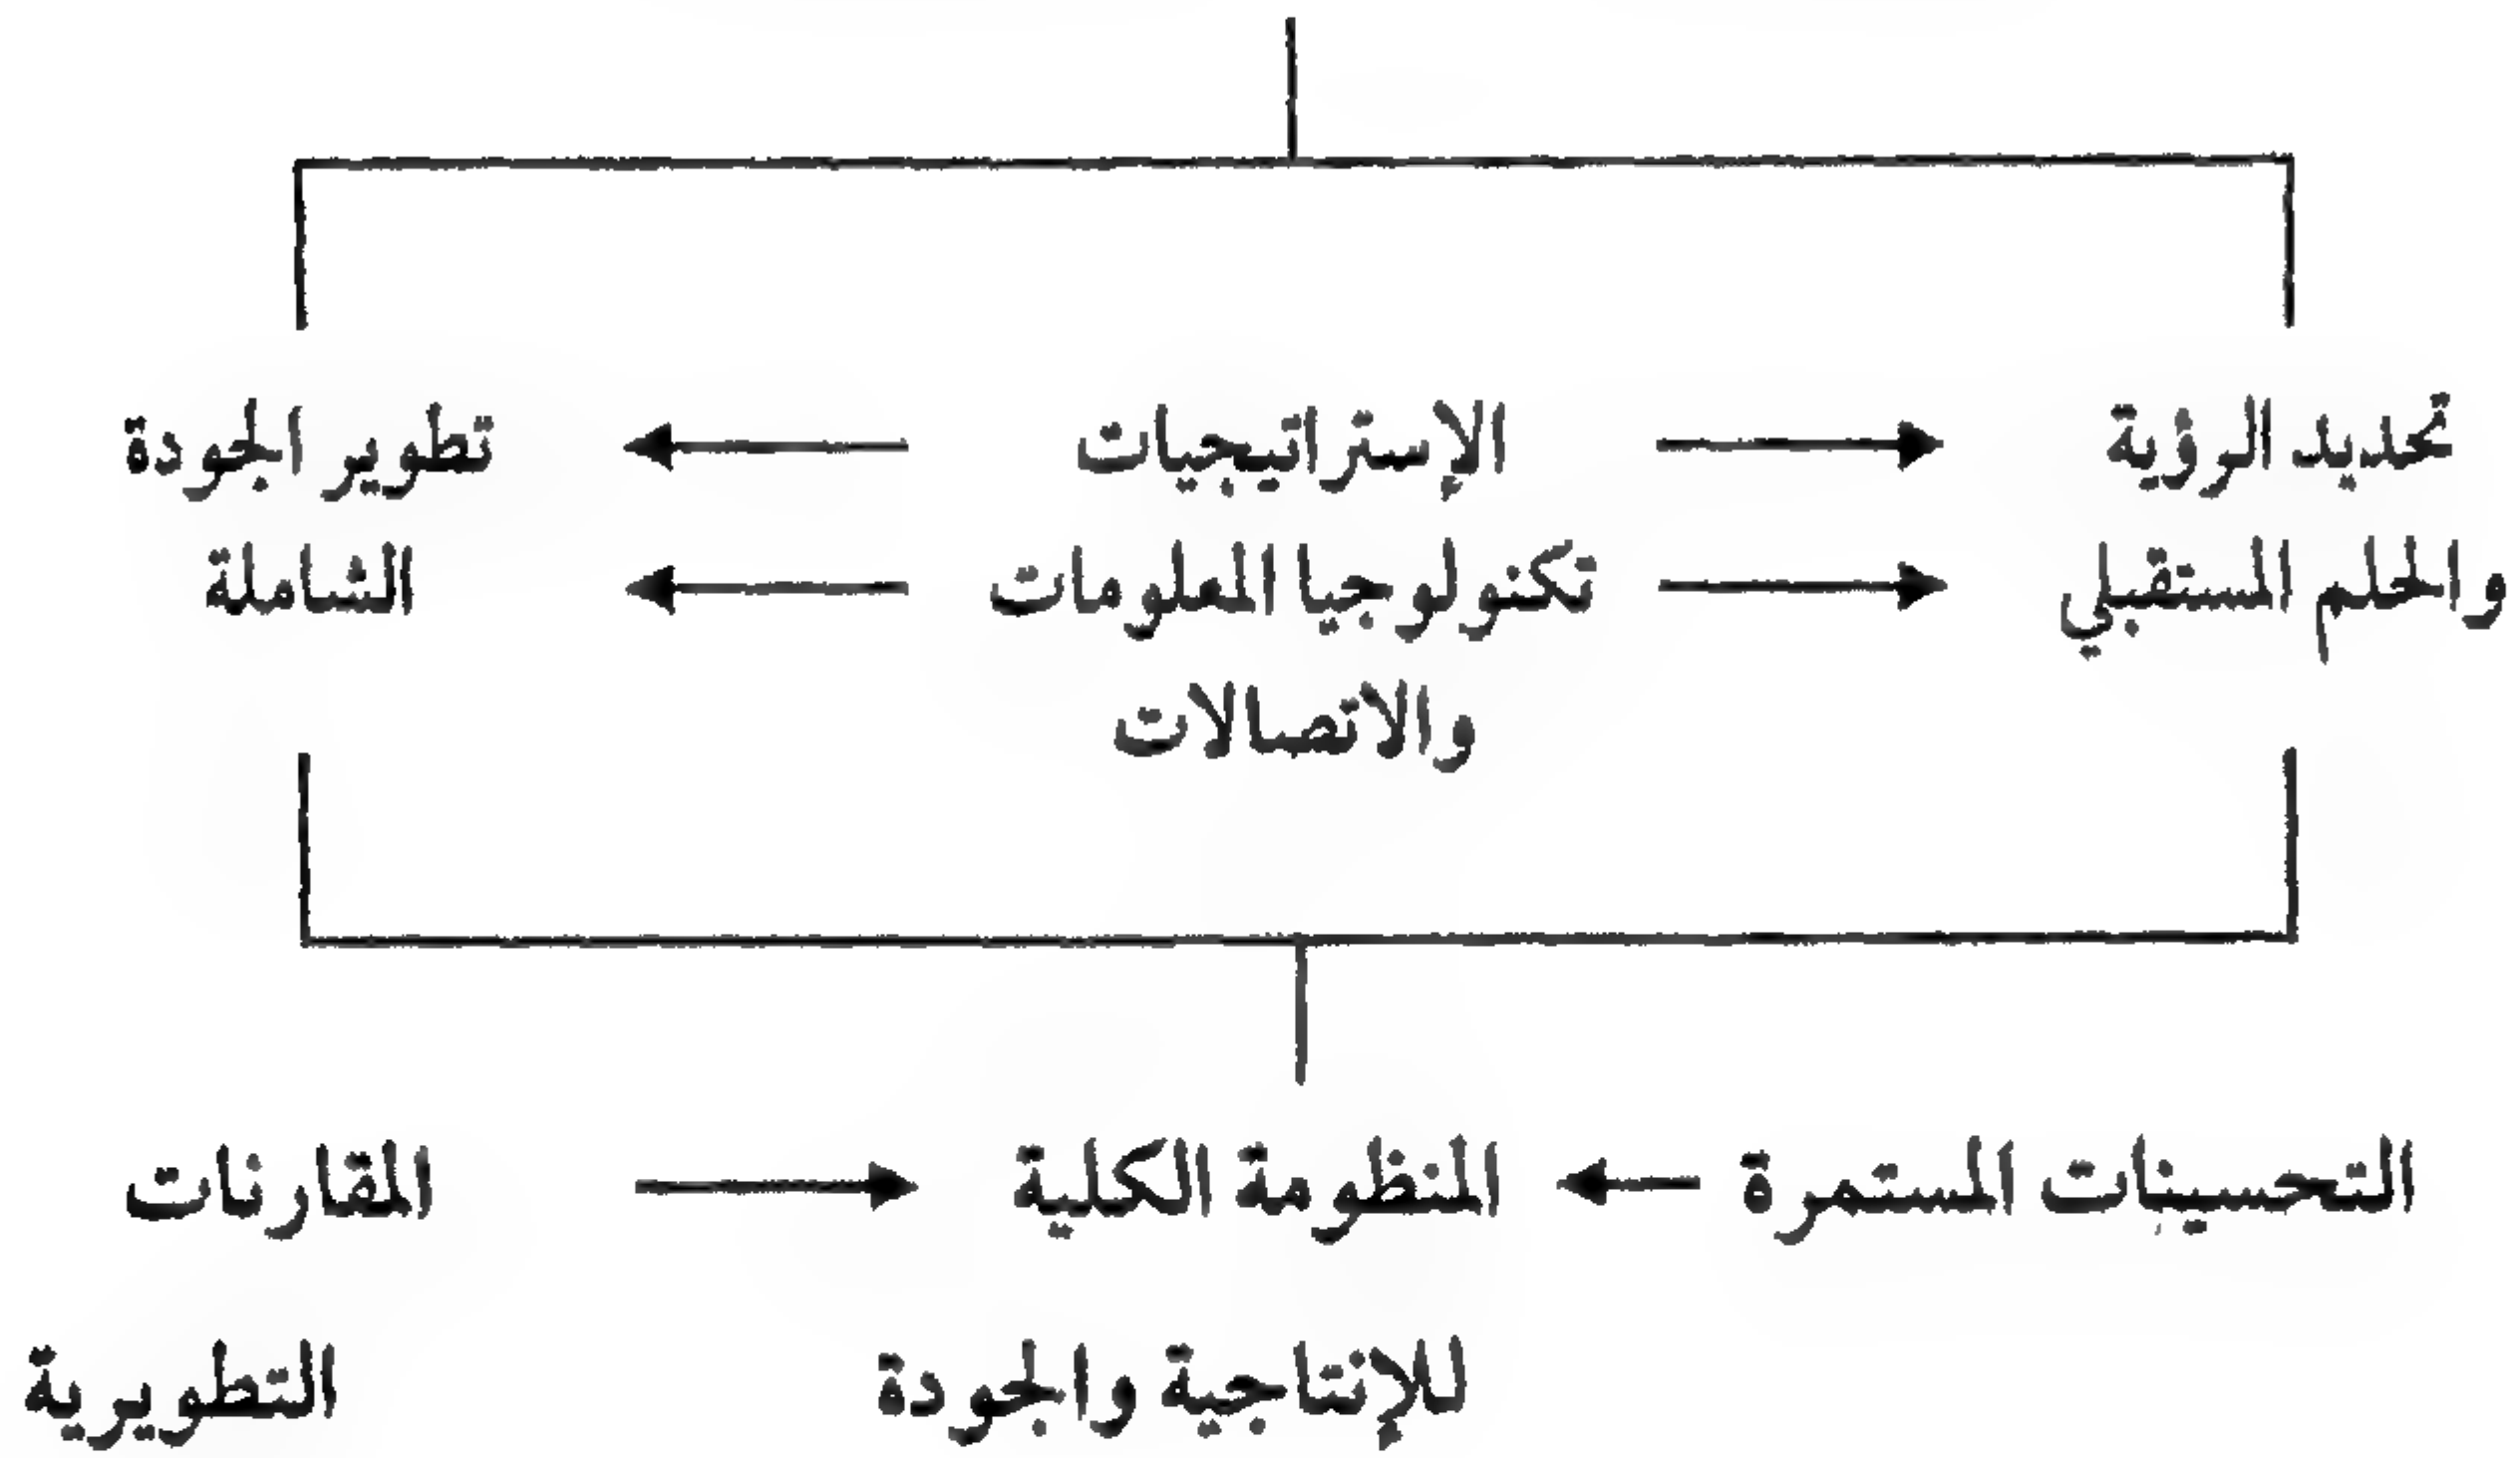 تحديد الرؤية
والحلم المستقبلي
الإستراتيجيات
تكنولوجيا المعلومات
والاتصالات
تطوير الجودة
الشاملة
التحسينات المستمرة
المنظومة الكلية
للإنتاجية والجودة
المقارنات
التطويرية